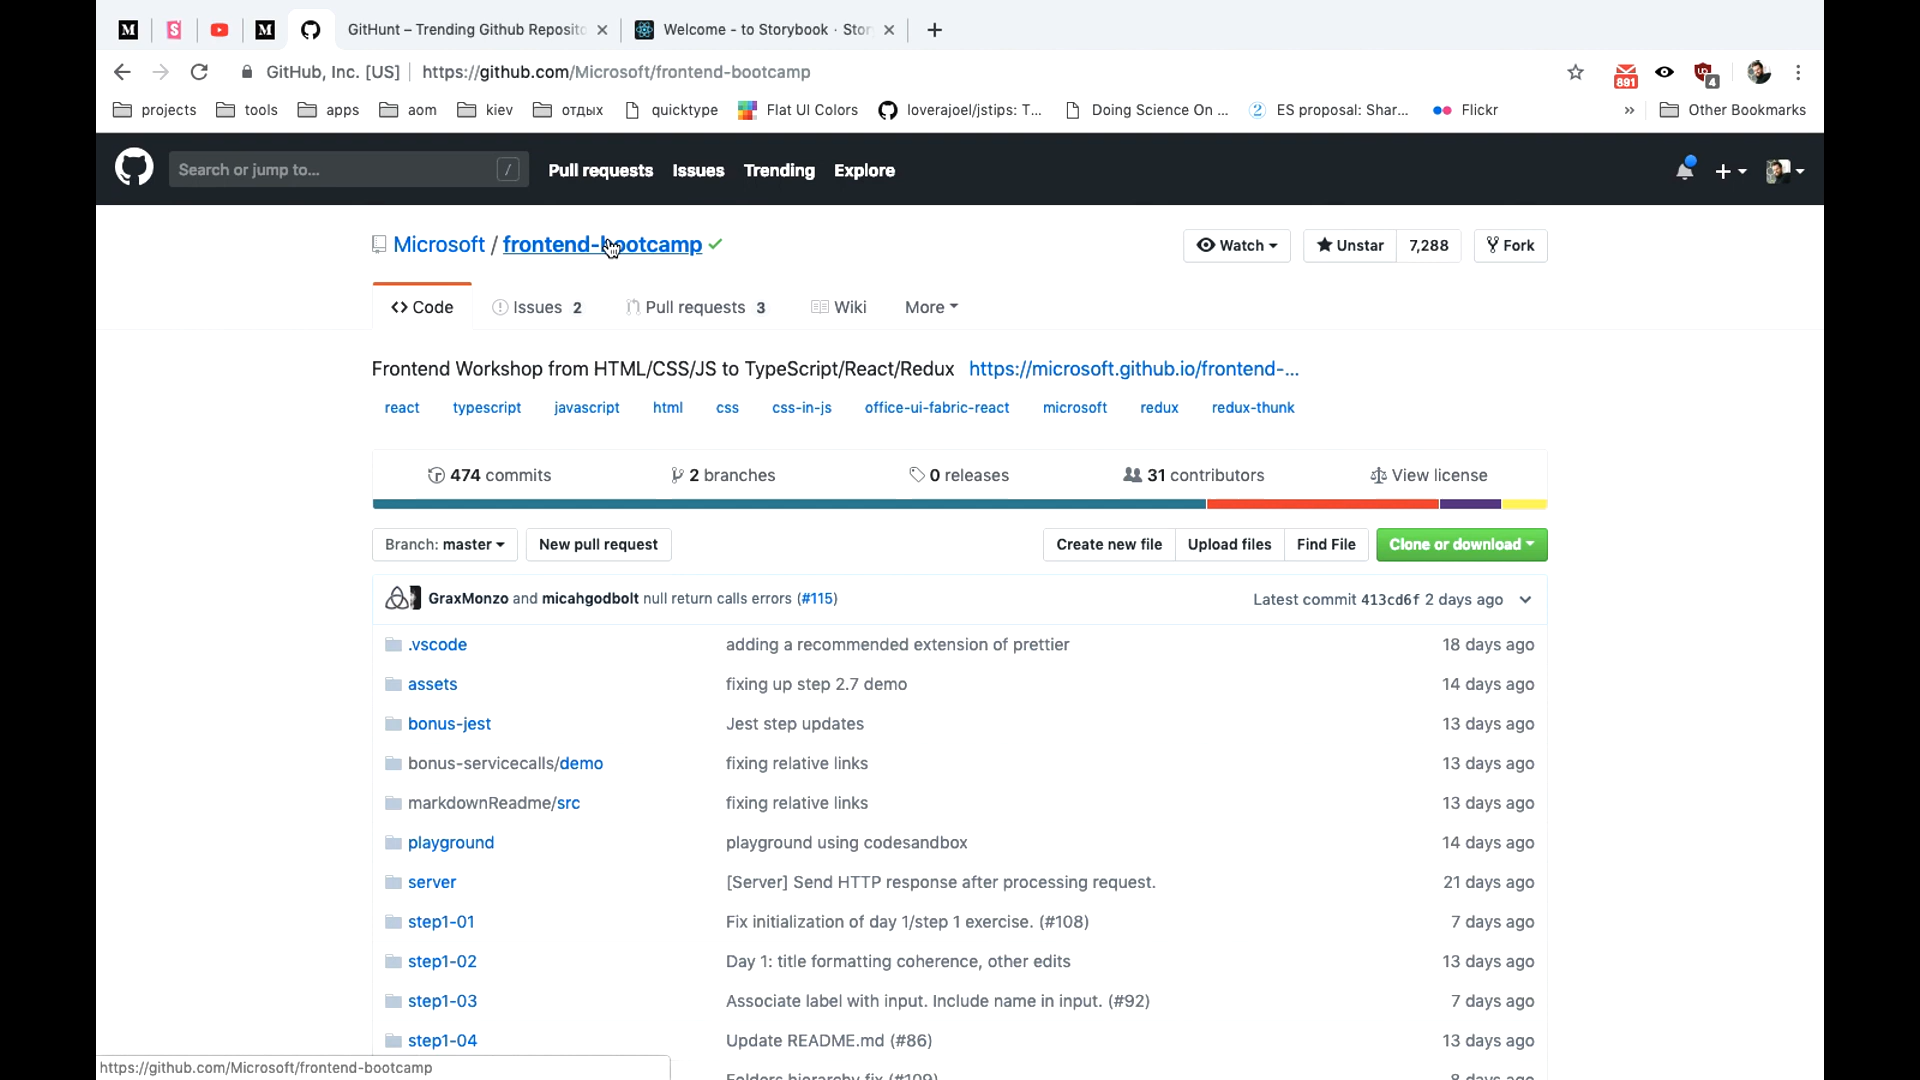 GitHunt – Trending Github Reposito
Welcome - to Storybook · Stor
GitHub, Inc. [US] https://github.com/Microsoft/frontend-bootcamp
891
4
projects tools apps aom kiev отдых quicktype Flat UI Colors loverajoel/jstips: T... Doing Science On ... ES proposal: Shar... Flickr » Other Bookmarks
Search or jump to... / Pull requests Issues Trending Explore
Microsoft / frontend-bootcamp
Watch Unstar 7,288 Fork
Code Issues 2 Pull requests 3 Wiki More
Frontend Workshop from HTML/CSS/JS to TypeScript/React/Redux https://microsoft.github.io/frontend-...
react typescript javascript html css css-in-js office-ui-fabric-react microsoft redux redux-thunk
474 commits 2 branches 0 releases 31 contributors View license
Branch: master New pull request Create new file Upload files Find File Clone or download
GraxMonzo and micahgodbolt null return calls errors (#115) Latest commit 413cd6f 2 days ago
.vscode adding a recommended extension of prettier 18 days ago
assets fixing up step 2.7 demo 14 days ago
bonus-jest Jest step updates 13 days ago
bonus-servicecalls/demo fixing relative links 13 days ago
markdownReadme/src fixing relative links 13 days ago
playground playground using codesandbox 14 days ago
server [Server] Send HTTP response after processing request. 21 days ago
step1-01 Fix initialization of day 1/step 1 exercise. (#108) 7 days ago
step1-02 Day 1: title formatting coherence, other edits 13 days ago
step1-03 Associate label with input. Include name in input. (#92) 7 days ago
step1-04 Update README.md (#86) 13 days ago
Folders hierarchy fix (#109) 8 days ago
https://github.com/Microsoft/frontend-bootcamp